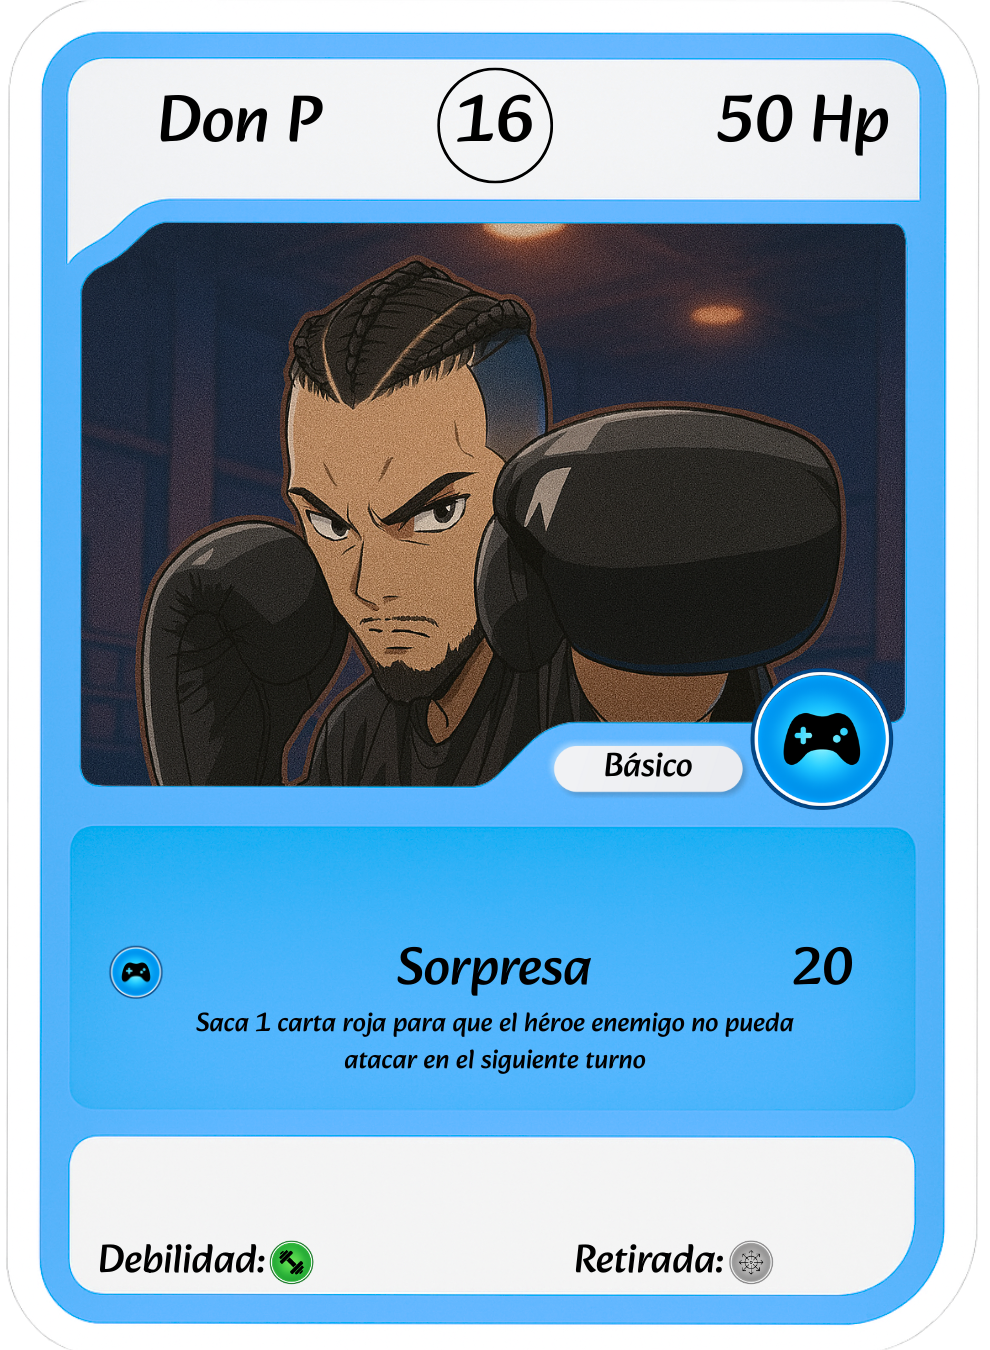 Don P 16 50 Hp
Básico
Sorpresa 20
Saca 1 carta roja para que el héroe enemigo no pueda
atacar en el siguiente turno
Debilidad: Retirada: